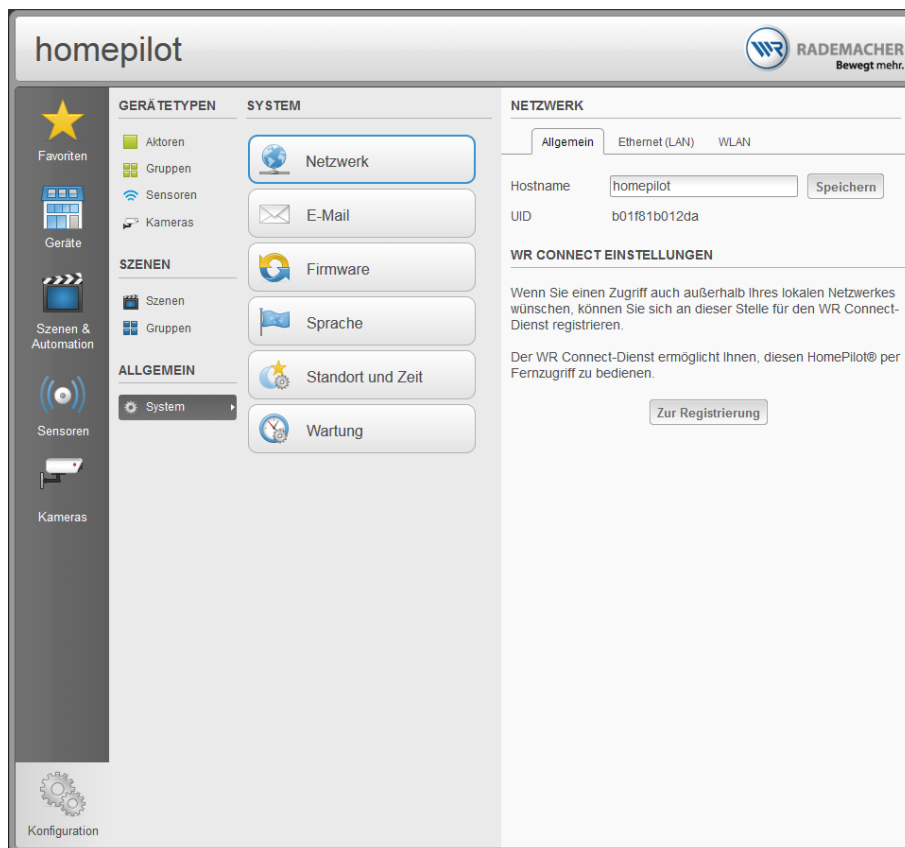 homepilot
WR
RADEMACHER
Bewegt mehr.
Favoriten
Geräte
Szenen &
Automation
Sensoren
Kameras
Konfiguration
GERÄTETYPEN
Aktoren
Gruppen
Sensoren
Kameras
SZENEN
Szenen
Gruppen
ALLGEMEIN
System
SYSTEM
Netzwerk
E-Mail
Firmware
Sprache
Standort und Zeit
Wartung
NETZWERK
Allgemein Ethernet (LAN) WLAN
Hostname homepilot Speichern
UID b01f81b012da
WR CONNECT EINSTELLUNGEN
Wenn Sie einen Zugriff auch außerhalb Ihres lokalen Netzwerkes
wünschen, können Sie sich an dieser Stelle für den WR Connect-
Dienst registrieren.
Der WR Connect-Dienst ermöglicht Ihnen, diesen HomePilot® per
Fernzugriff zu bedienen.
Zur Registrierung